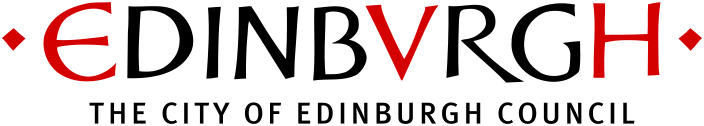 ·EDINBVRGH·
THE CITY OF EDINBURGH COUNCIL